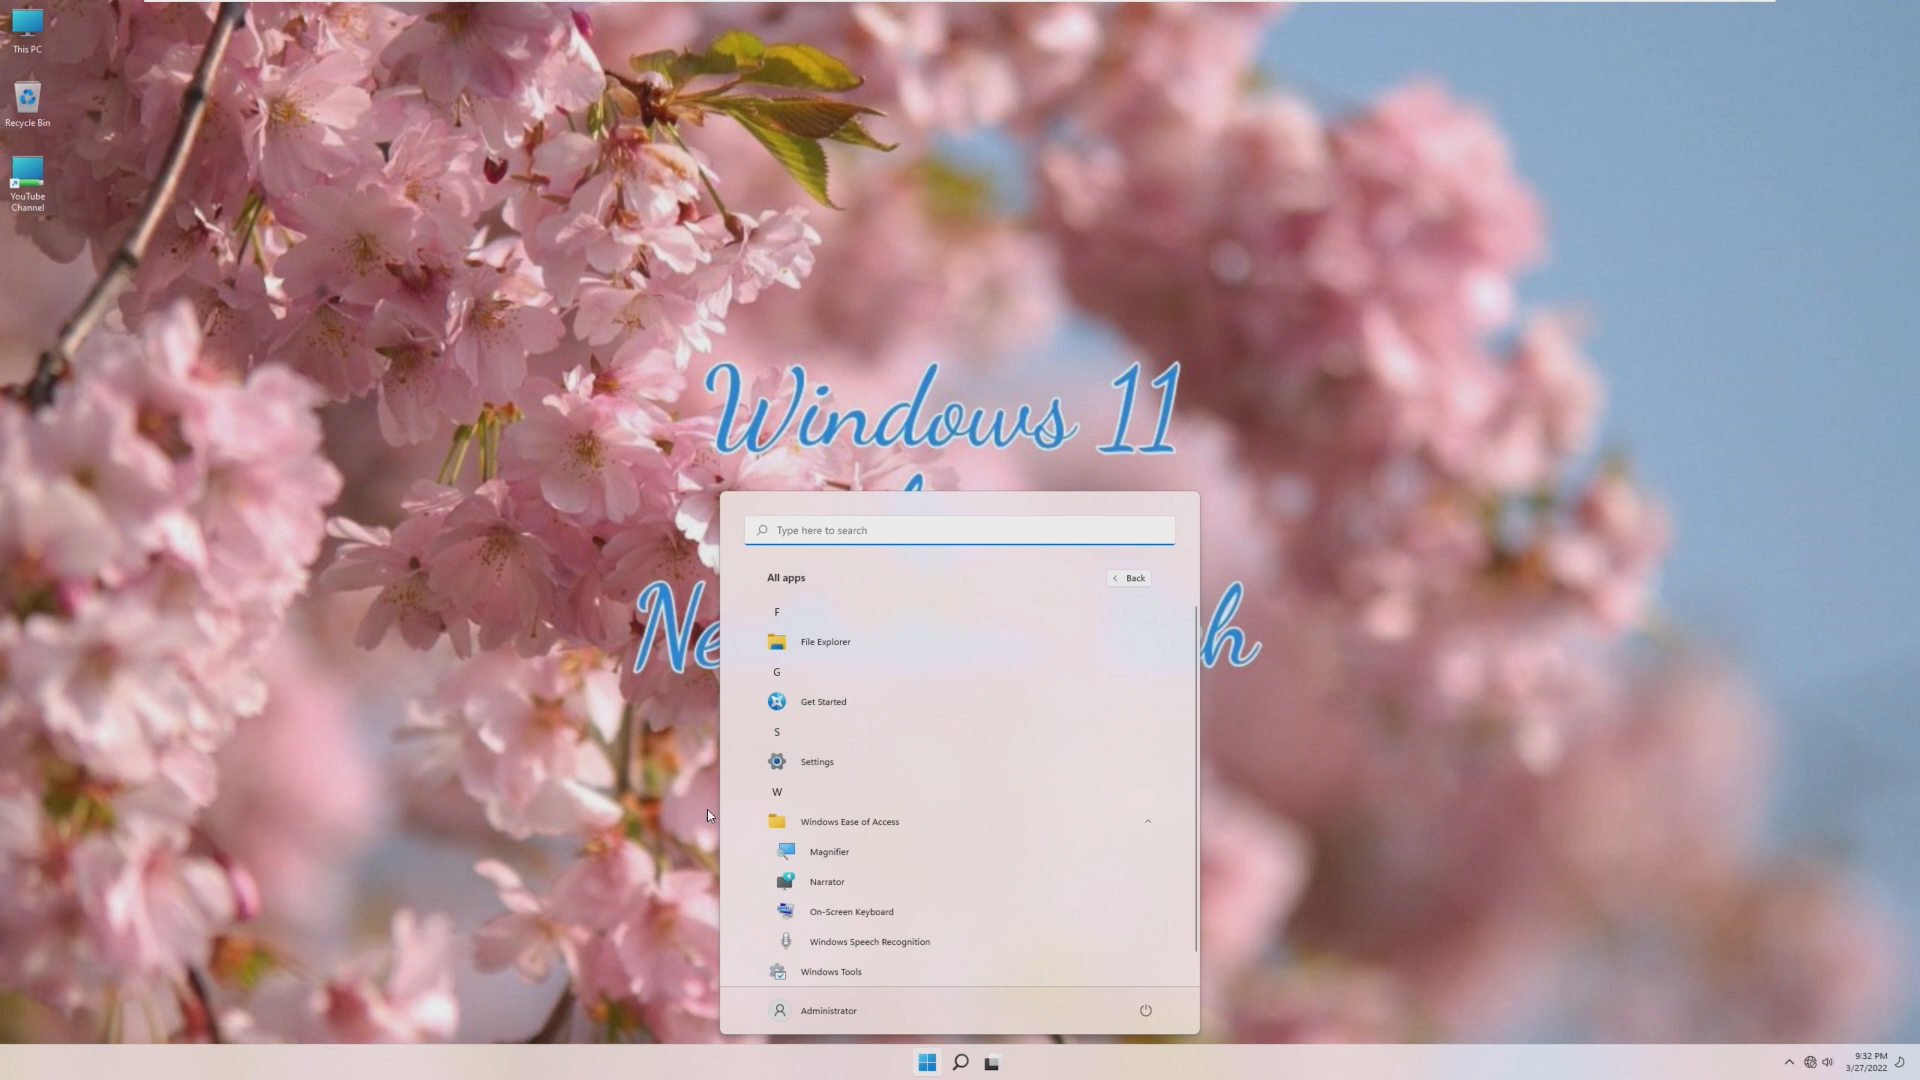 This PC
Recycle Bin
YouTube
Channel
Windows 11
Type here to search
All apps
Back
F
File Explorer
G
Get Started
S
Settings
W
Windows Ease of Access
Magnifier
Narrator
On-Screen Keyboard
Windows Speech Recognition
Windows Tools
Administrator
9:32 PM
3/27/2022